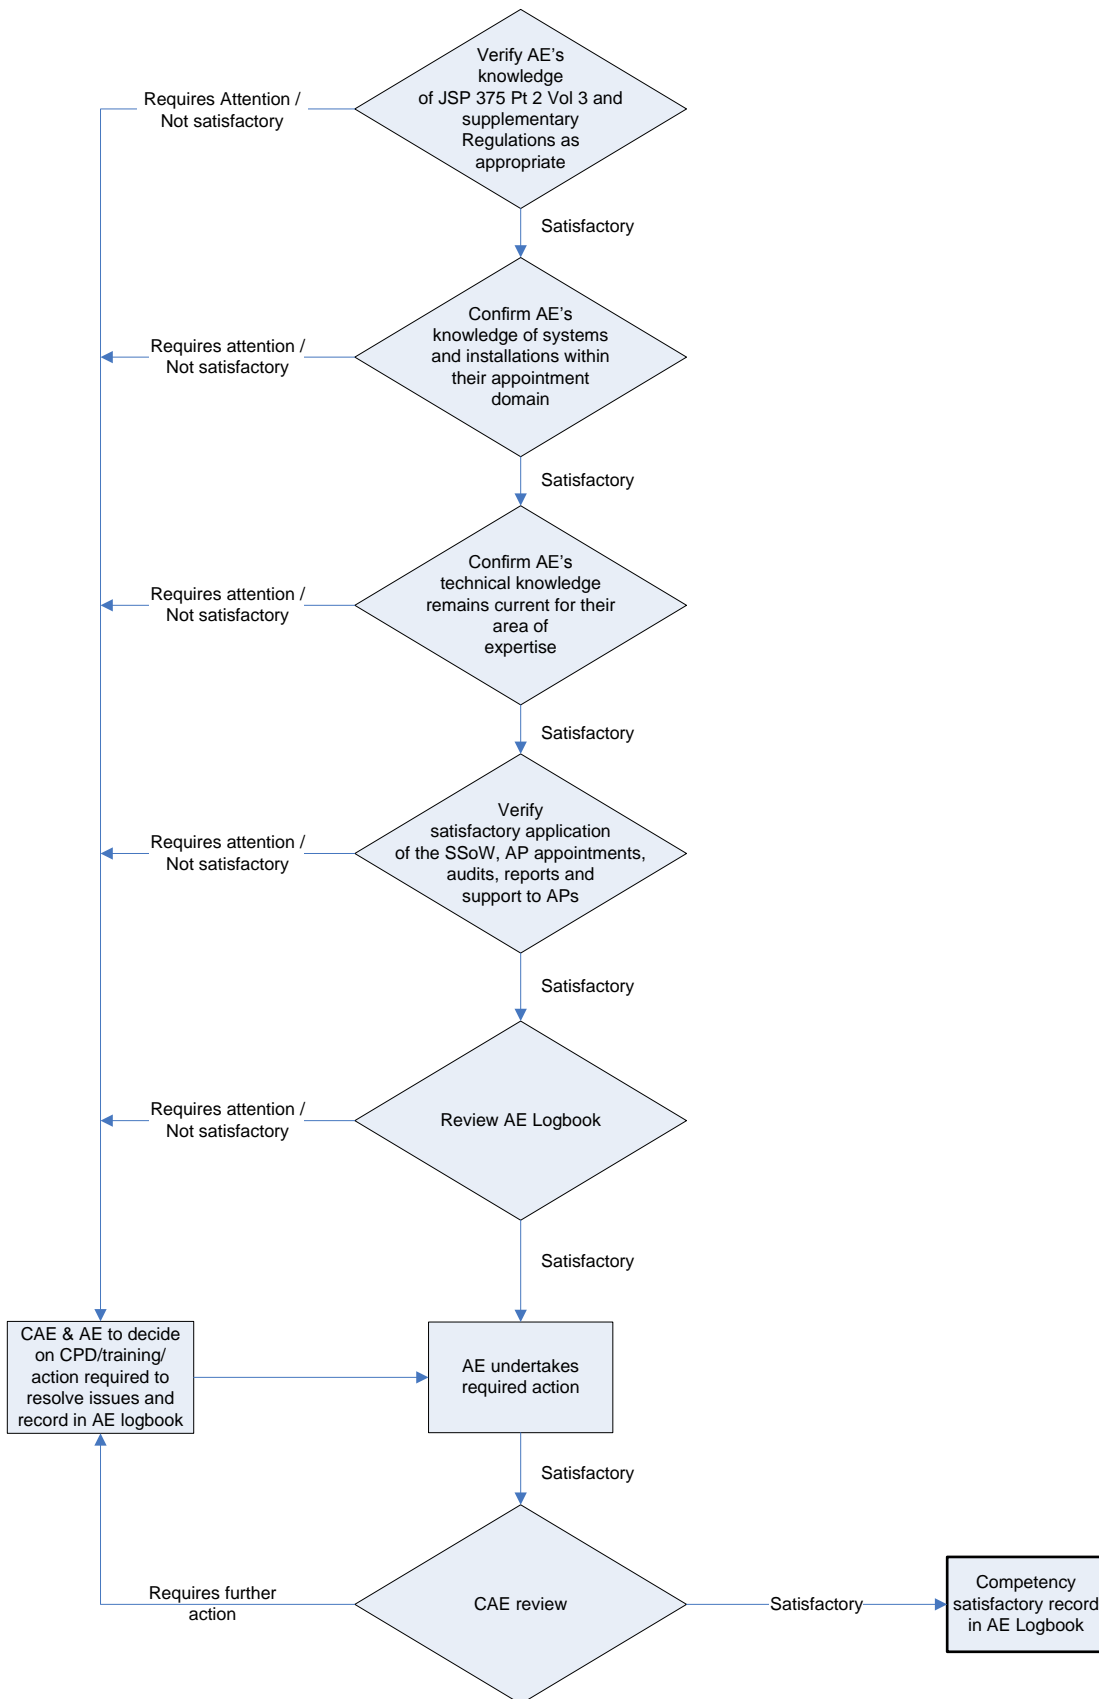 Verify AE's
knowledge
of JSP 375 Pt 2 Vol 3 and
supplementary
Regulations as
appropriate
Requires Attention /
Not satisfactory
Satisfactory
Confirm AE's
knowledge of systems
and installations within
their appointment
domain
Requires attention /
Not satisfactory
Satisfactory
Confirm AE's
technical knowledge
remains current for their
area of
expertise
Requires attention /
Not satisfactory
Satisfactory
Verify
satisfactory application
of the SSoW, AP appointments,
audits, reports and
support to APs
Requires attention /
Not satisfactory
Satisfactory
Review AE Logbook
Requires attention /
Not satisfactory
Satisfactory
CAE & AE to decide
on CPD/training/
action required to
resolve issues and
record in AE logbook
AE undertakes
required action
Satisfactory
CAE review
Requires further
action
Satisfactory
Competency
satisfactory record
in AE Logbook